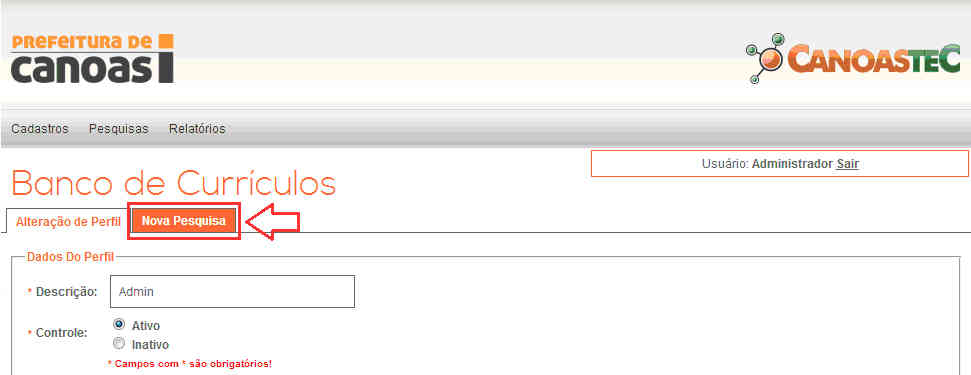 PREFEITURA DE
CANOAS
CANOASTEC
Cadastros Pesquisas Relatórios
Usuário: Administrador Sair
Banco de Currículos
Alteração de Perfil Nova Pesquisa
Dados Do Perfil
* Descrição: Admin
* Controle: Ativo
Inativo
* Campos com * são obrigatórios!